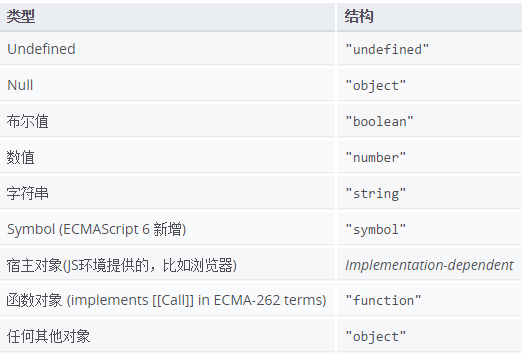 类型 结构
Undefined "undefined"
Null "object"
布尔值 "boolean"
数值 "number"
字符串 "string"
Symbol (ECMAScript 6 新增) "symbol"
宿主对象(JS环境提供的，比如浏览器) Implementation-dependent
函数对象 (implements [[Call]] in ECMA-262 terms) "function"
任何其他对象 "object"